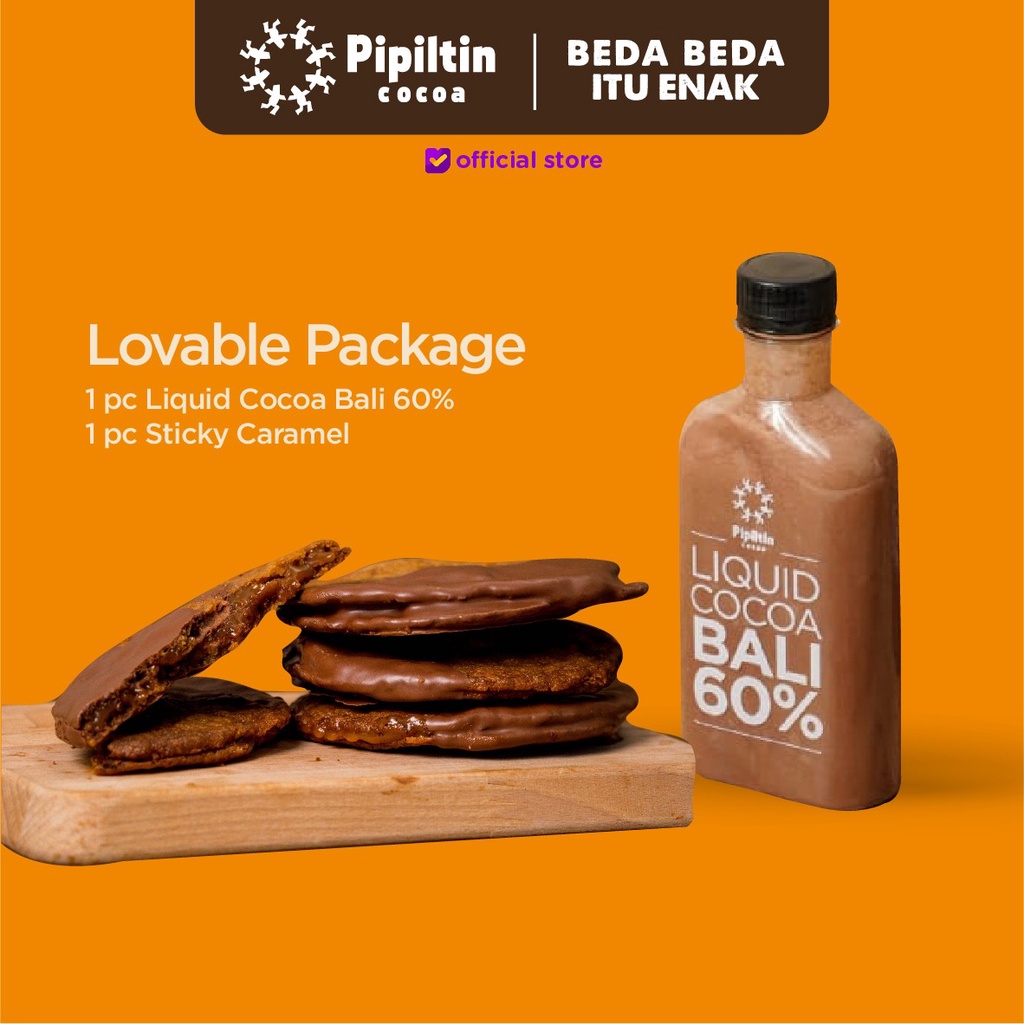 Pipiltin
cocoa
BEDA BEDA
ITU ENAK
official store
Lovable Package
1 pc Liquid Cocoa Bali 60%
1 pc Sticky Caramel
Pipiltin
cocoa
LIQUID
COCOA
BALI
60%